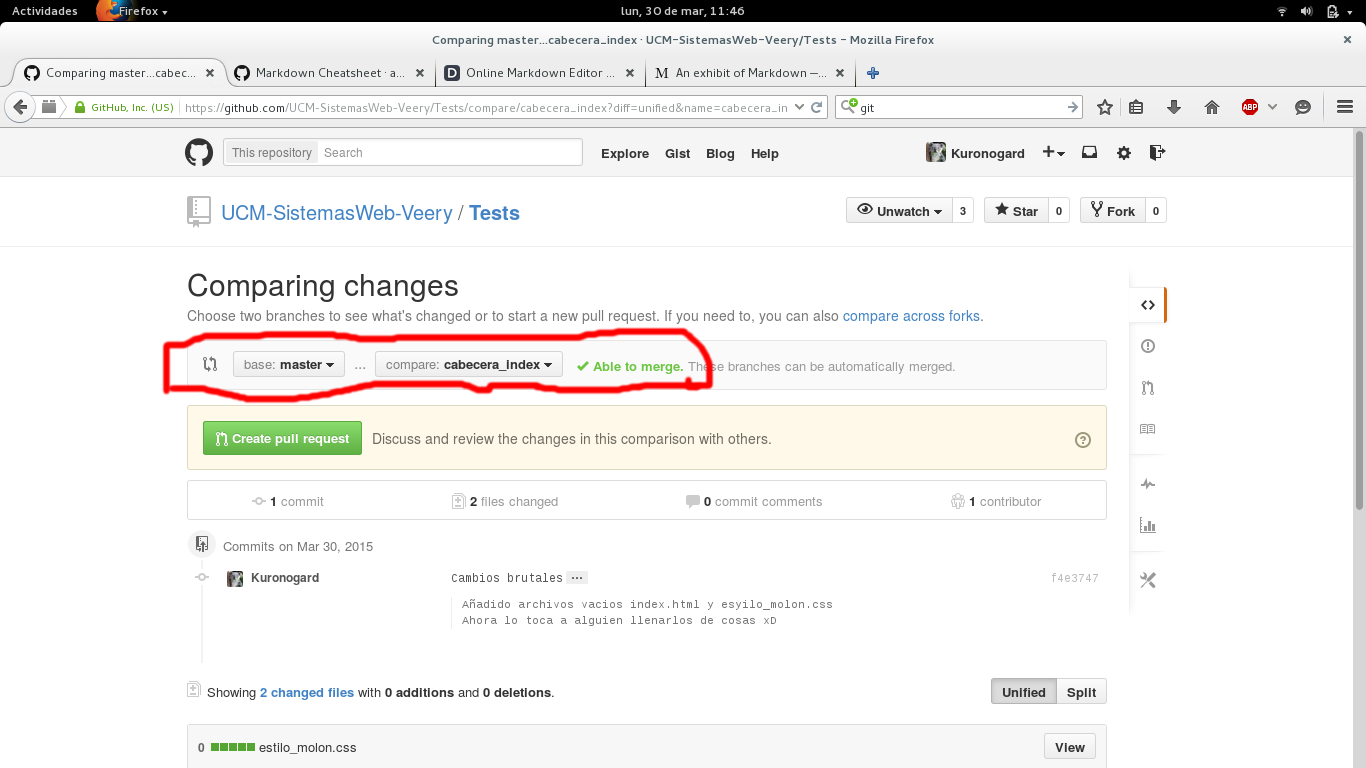 Actividades Firefox lun, 30 de mar, 11:46
Comparing master...cabecera_index · UCM-SistemasWeb-Veery/Tests - Mozilla Firefox
Comparing master...cabec... Markdown Cheatsheet · a... Online Markdown Editor ... An exhibit of Markdown —...
GitHub, Inc. (US) https://github.com/UCM-SistemasWeb-Veery/Tests/compare/cabecera_index?diff=unified&name=cabecera_in git
This repository Search Explore Gist Blog Help Kuronogard
UCM-SistemasWeb-Veery / Tests Unwatch 3 Star 0 Fork 0
Comparing changes
Choose two branches to see what's changed or to start a new pull request. If you need to, you can also compare across forks.
base: master ... compare: cabecera_index Able to merge. These branches can be automatically merged.
Create pull request Discuss and review the changes in this comparison with others.
1 commit 2 files changed 0 commit comments 1 contributor
Commits on Mar 30, 2015
Kuronogard Cambios brutales ... f4e3747
Añadido archivos vacios index.html y esyilo_molon.css
Ahora lo toca a alguien llenarlos de cosas xD
Showing 2 changed files with 0 additions and 0 deletions. Unified Split
0 estilo_molon.css View